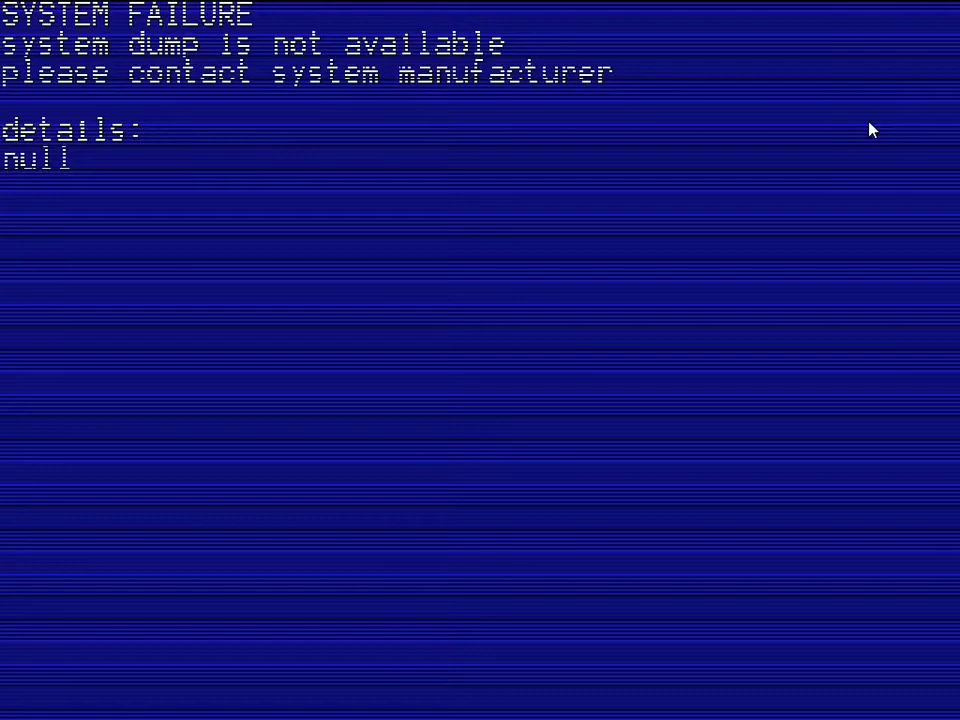 SYSTEM FAILURE
system dump is not available
please contact system manufacturer
details:
null